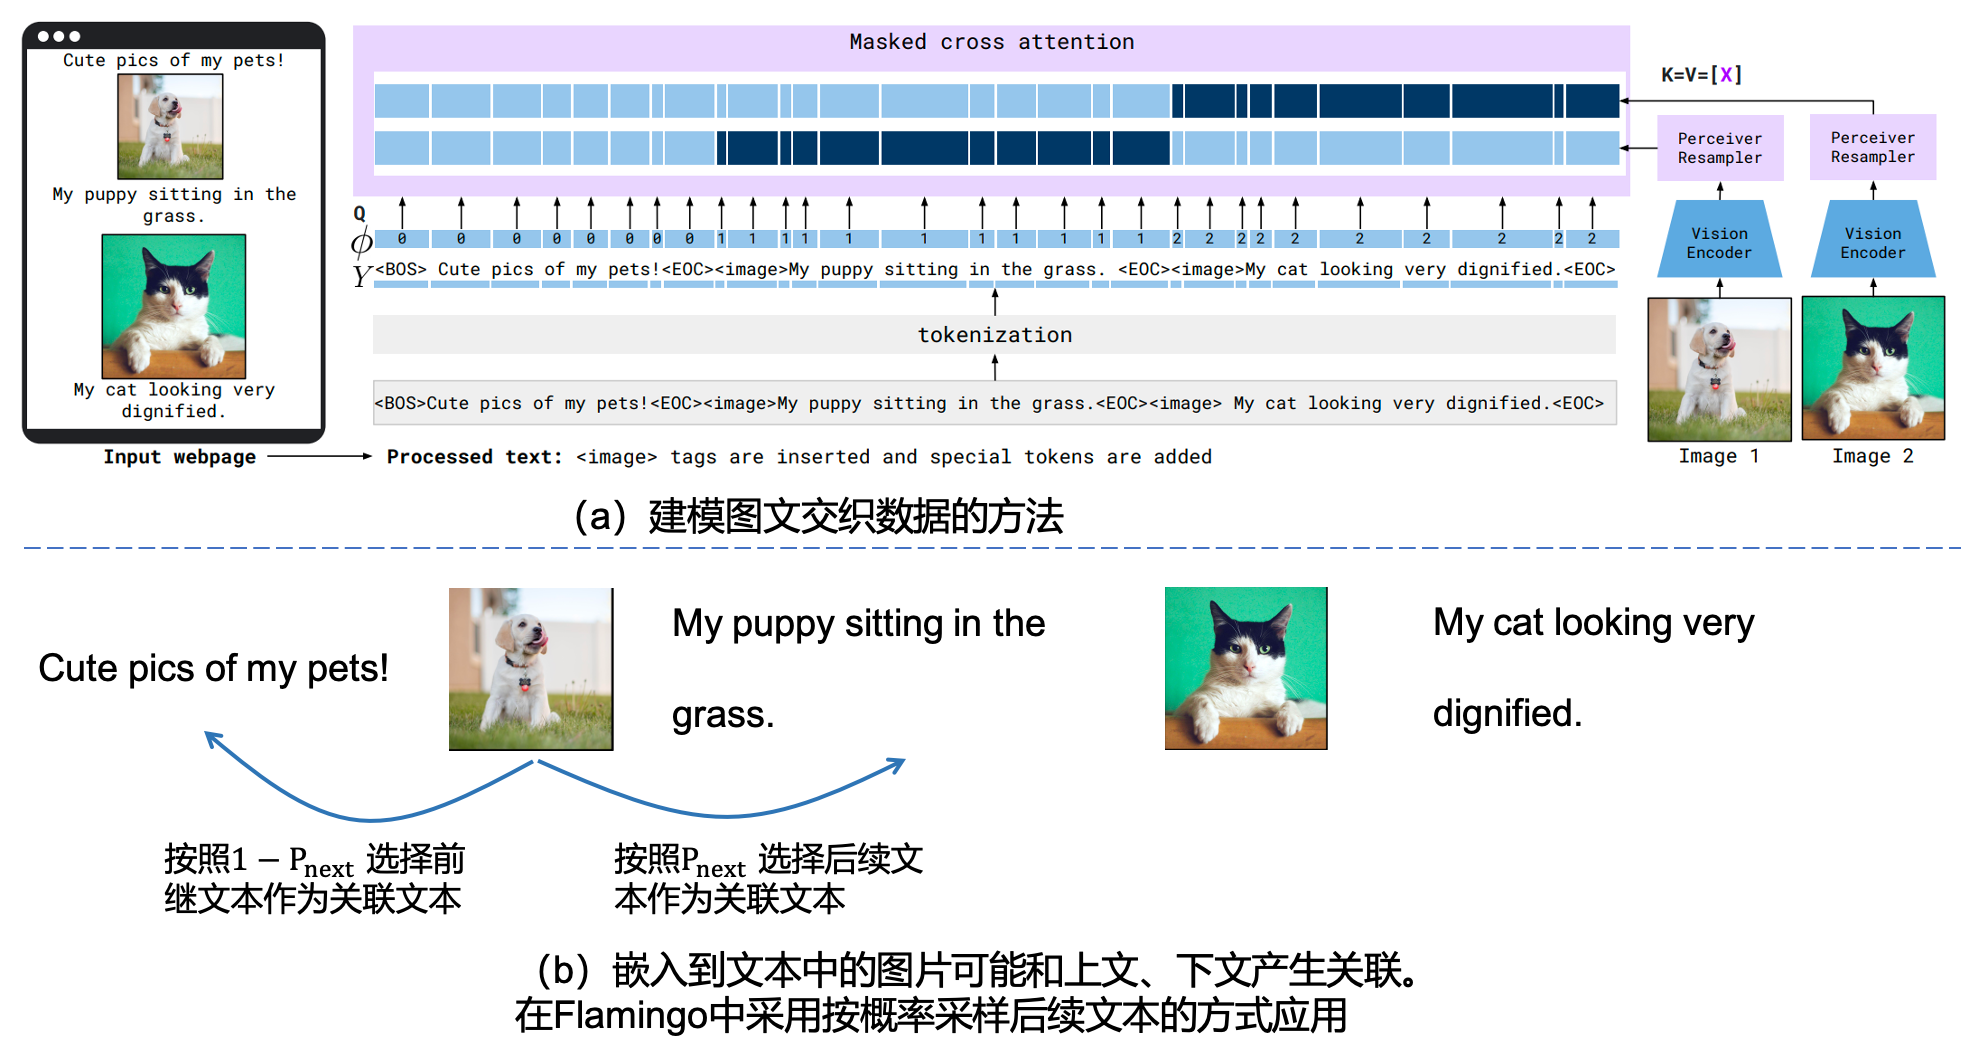 Cute pics of my pets!
My puppy sitting in the
grass.
My cat looking very
dignified.
Input webpage
Masked cross attention
K=V=[X]
Perceiver
Resampler
Perceiver
Resampler
Q
ϕ 0 0 0 0 0 0 0 0 1 1 1 1 1 1 1 1 1 1 1 2 2 2 2 2 2 2 2 2 2
Y <BOS> Cute pics of my pets!<EOC><image>My puppy sitting in the grass. <EOC><image>My cat looking very dignified.<EOC>
Vision
Encoder
Vision
Encoder
tokenization
<BOS>Cute pics of my pets!<EOC><image>My puppy sitting in the grass.<EOC><image> My cat looking very dignified.<EOC>
Processed text: <image> tags are inserted and special tokens are added
Image 1
Image 2
（a）建模图文交织数据的方法
Cute pics of my pets!
My puppy sitting in the
grass.
My cat looking very
dignified.
按照1 − Pnext 选择前
继文本作为关联文本
按照Pnext 选择后续文
本作为关联文本
（b）嵌入到文本中的图片可能和上文、下文产生关联。
在Flamingo中采用按概率采样后续文本的方式应用